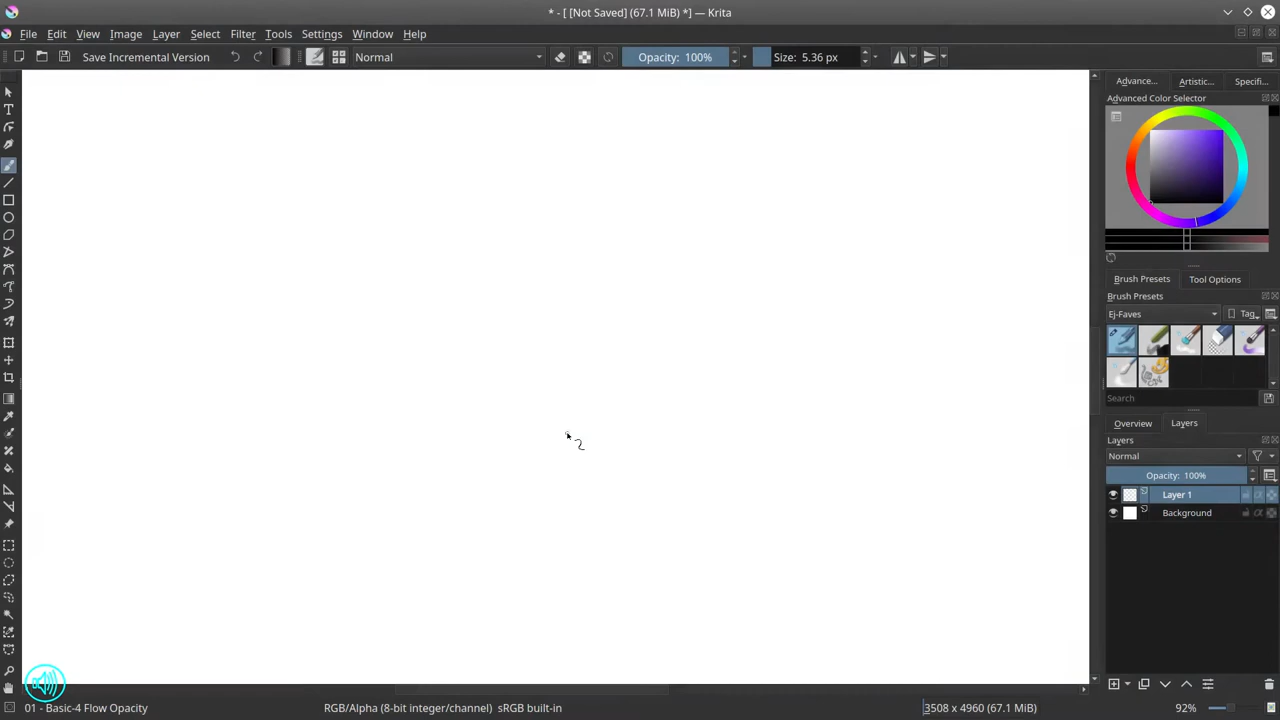 * - [ [Not Saved] (67.1 MiB) *] — Krita
File Edit View Image Layer Select Filter Tools Settings Window Help
Save Incremental Version Normal Opacity: 100% Size: 5.36 px
Advance... Artistic... Specifi...
Advanced Color Selector
Brush Presets Tool Options
Brush Presets
Ej-Faves Tag
Search
Overview Layers
Layers
Normal
Opacity: 100%
Layer 1
Background
01 - Basic-4 Flow Opacity RGB/Alpha (8-bit integer/channel) sRGB built-in 3508 x 4960 (67.1 MiB) 92%